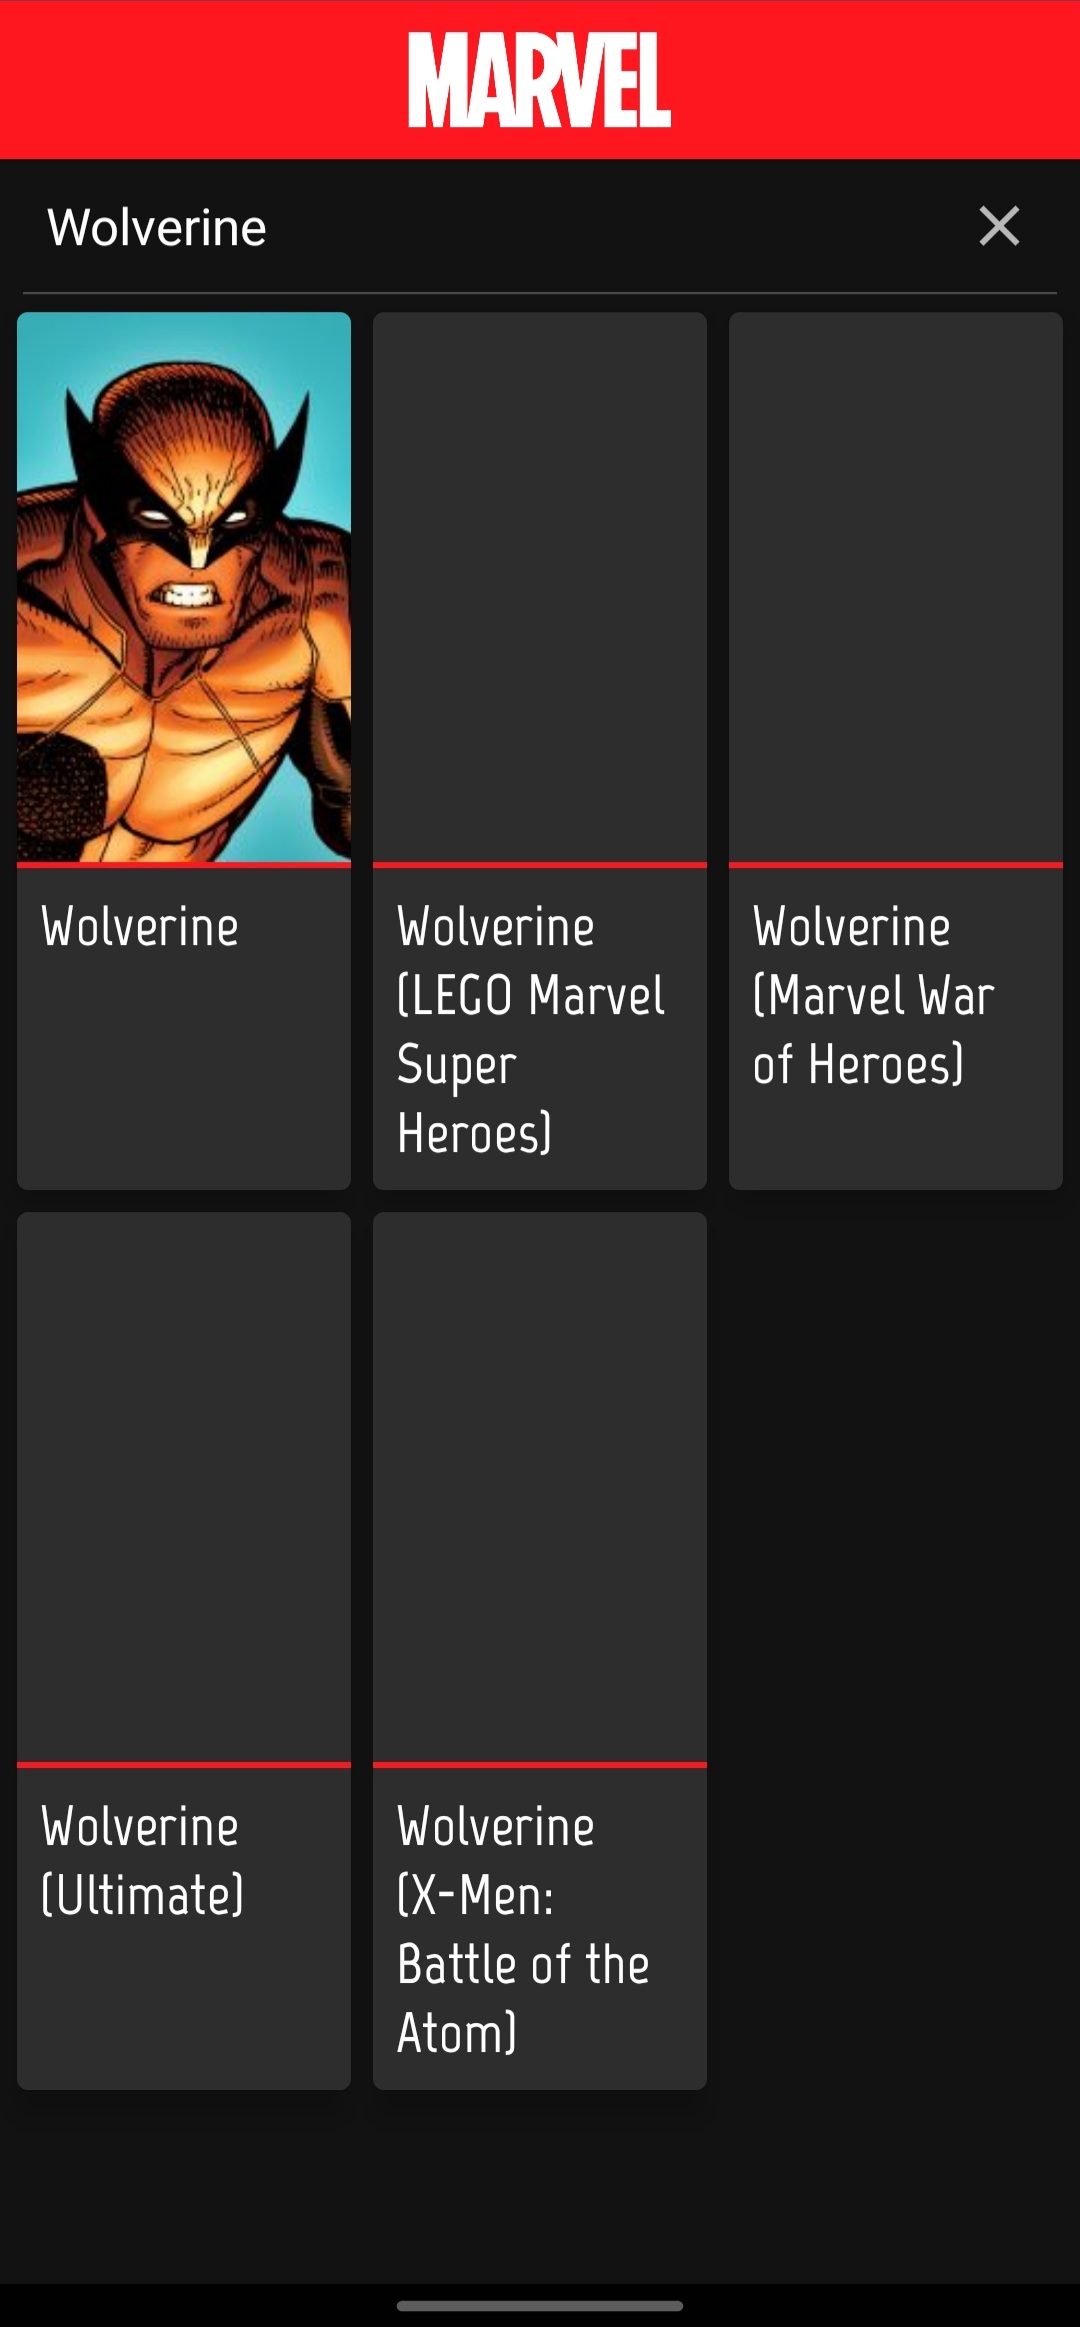 MARVEL
Wolverine
Wolverine
Wolverine
(LEGO Marvel
Super
Heroes)
Wolverine
(Marvel War
of Heroes)
Wolverine
(Ultimate)
Wolverine
(X-Men:
Battle of the
Atom)